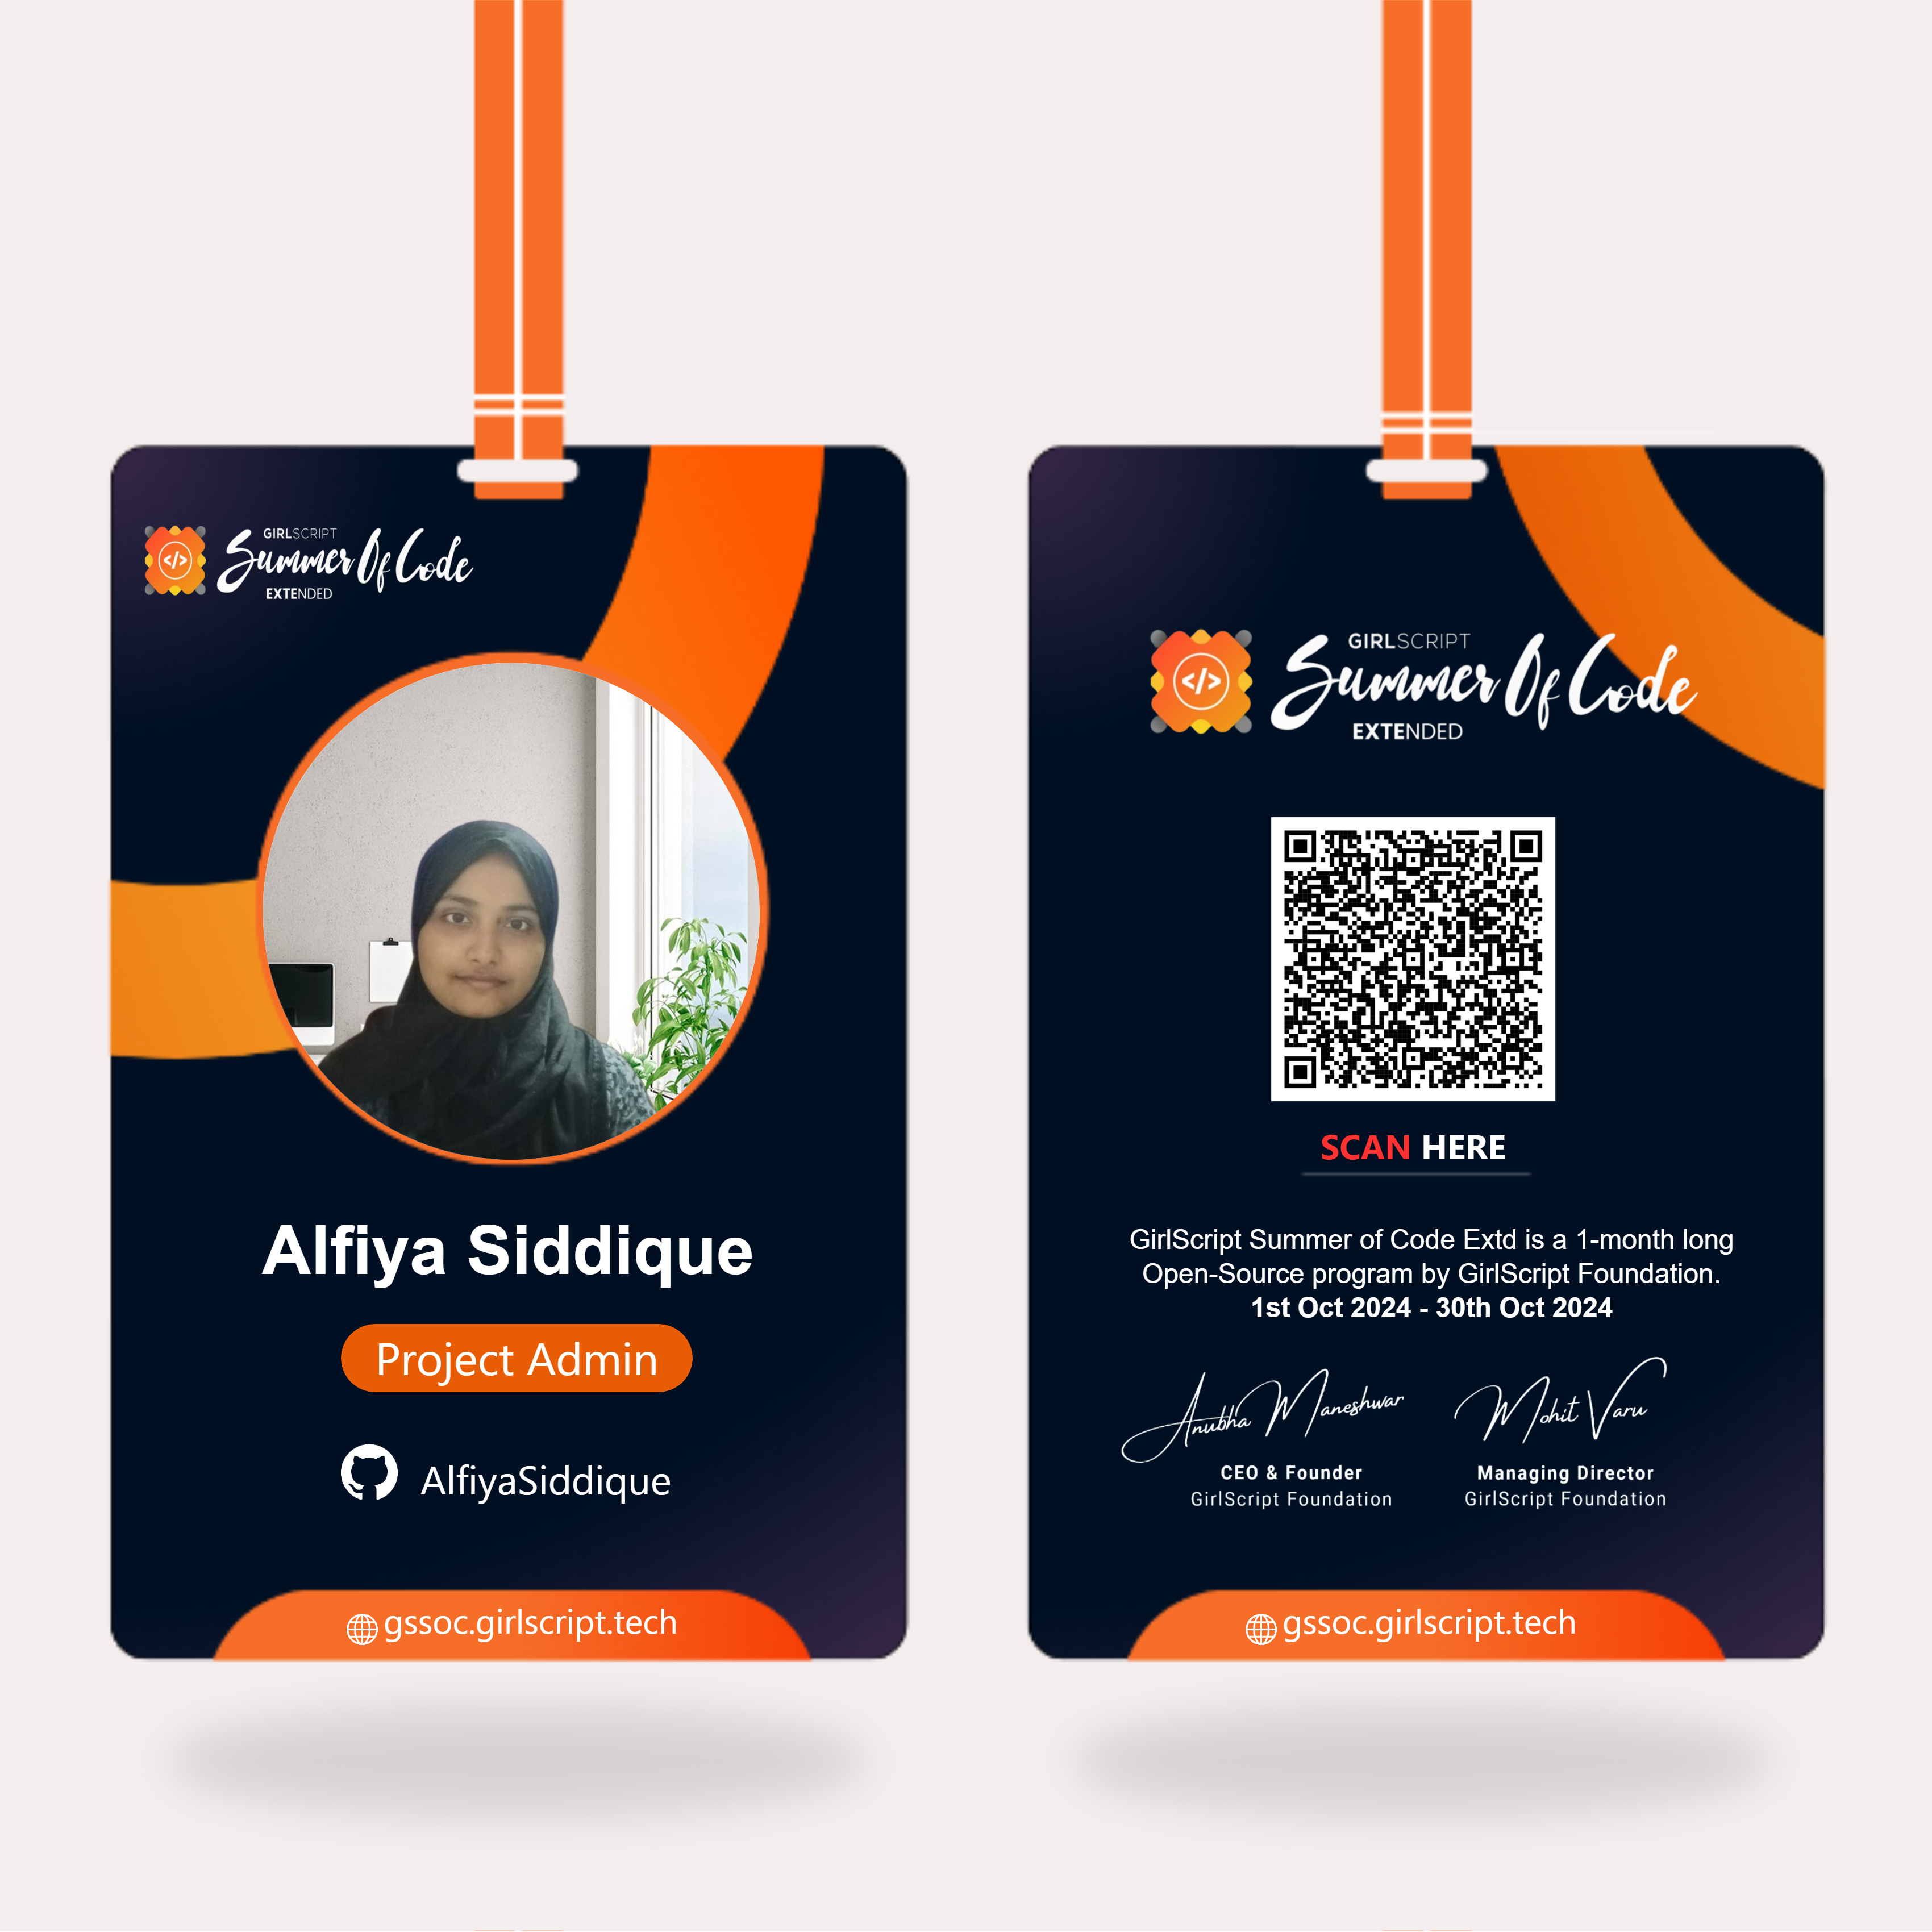 GIRLSCRIPT
Summer Of Code
EXTENDED
Alfiya Siddique
Project Admin
AlfiyaSiddique
gssoc.girlscript.tech
GIRLSCRIPT
Summer Of Code
EXTENDED
SCAN HERE
GirlScript Summer of Code Extd is a 1-month long
Open-Source program by GirlScript Foundation.
1st Oct 2024 - 30th Oct 2024
Anubha Maneshwar
CEO & Founder
GirlScript Foundation
Mohit Varu
Managing Director
GirlScript Foundation
gssoc.girlscript.tech